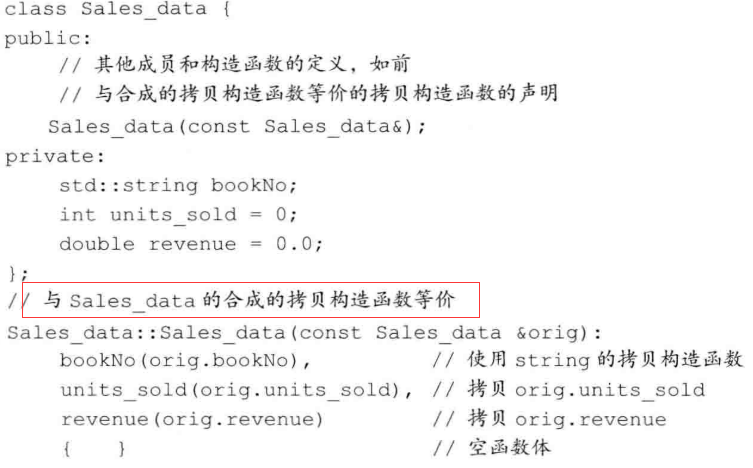 class Sales_data {
public:
// 其他成员和构造函数的定义，如前
// 与合成的拷贝构造函数等价的拷贝构造函数的声明
Sales_data(const Sales_data&);
private:
std::string bookNo;
int units_sold = 0;
double revenue = 0.0;
};
// 与 Sales_data 的合成的拷贝构造函数等价
Sales_data::Sales_data(const Sales_data &orig):
bookNo(orig.bookNo), // 使用 string 的拷贝构造函数
units_sold(orig.units_sold), // 拷贝 orig.units_sold
revenue(orig.revenue) // 拷贝 orig.revenue
{ } // 空函数体